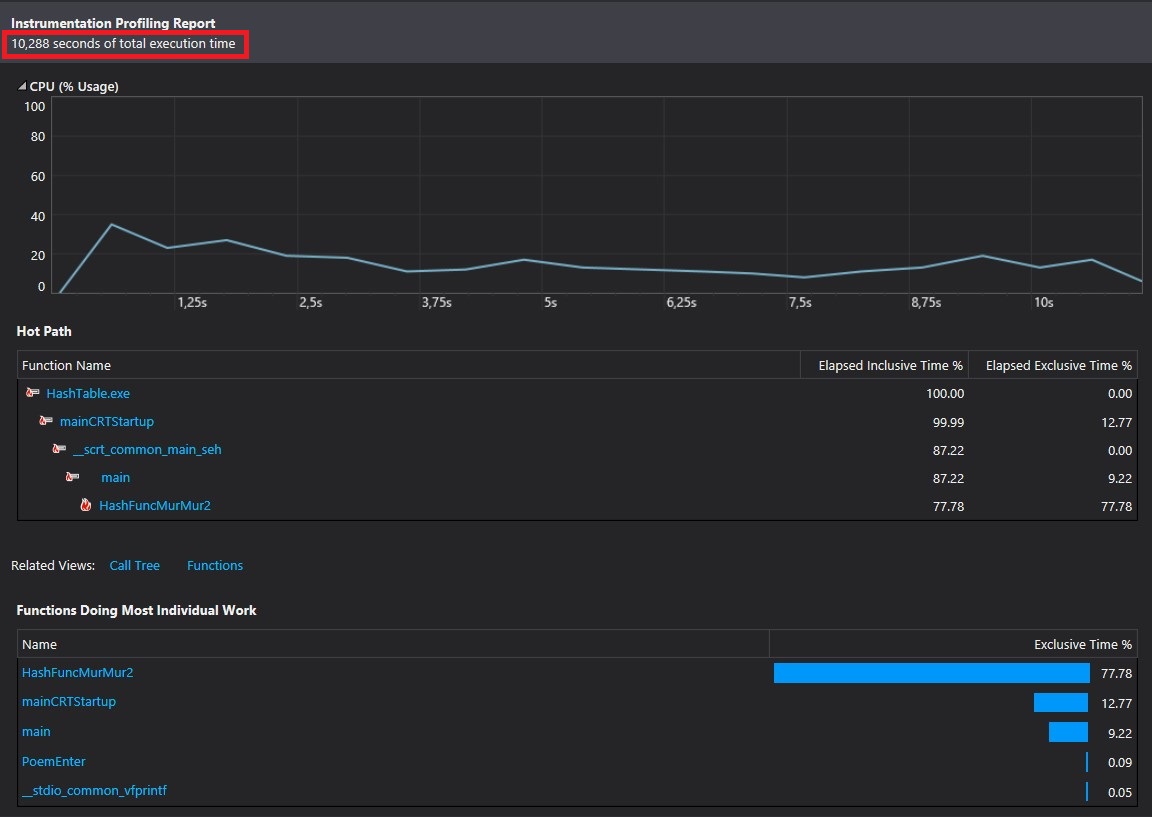 Instrumentation Profiling Report
10,288 seconds of total execution time
CPU (% Usage)
100
80
60
40
20
0
1,25s 2,5s 3,75s 5s 6,25s 7,5s 8,75s 10s
Hot Path
Function Name Elapsed Inclusive Time % Elapsed Exclusive Time %
HashTable.exe 100.00 0.00
mainCRTStartup 99.99 12.77
__scrt_common_main_seh 87.22 0.00
main 87.22 9.22
HashFuncMurMur2 77.78 77.78
Related Views: Call Tree Functions
Functions Doing Most Individual Work
Name Exclusive Time %
HashFuncMurMur2 77.78
mainCRTStartup 12.77
main 9.22
PoemEnter 0.09
__stdio_common_vfprintf 0.05